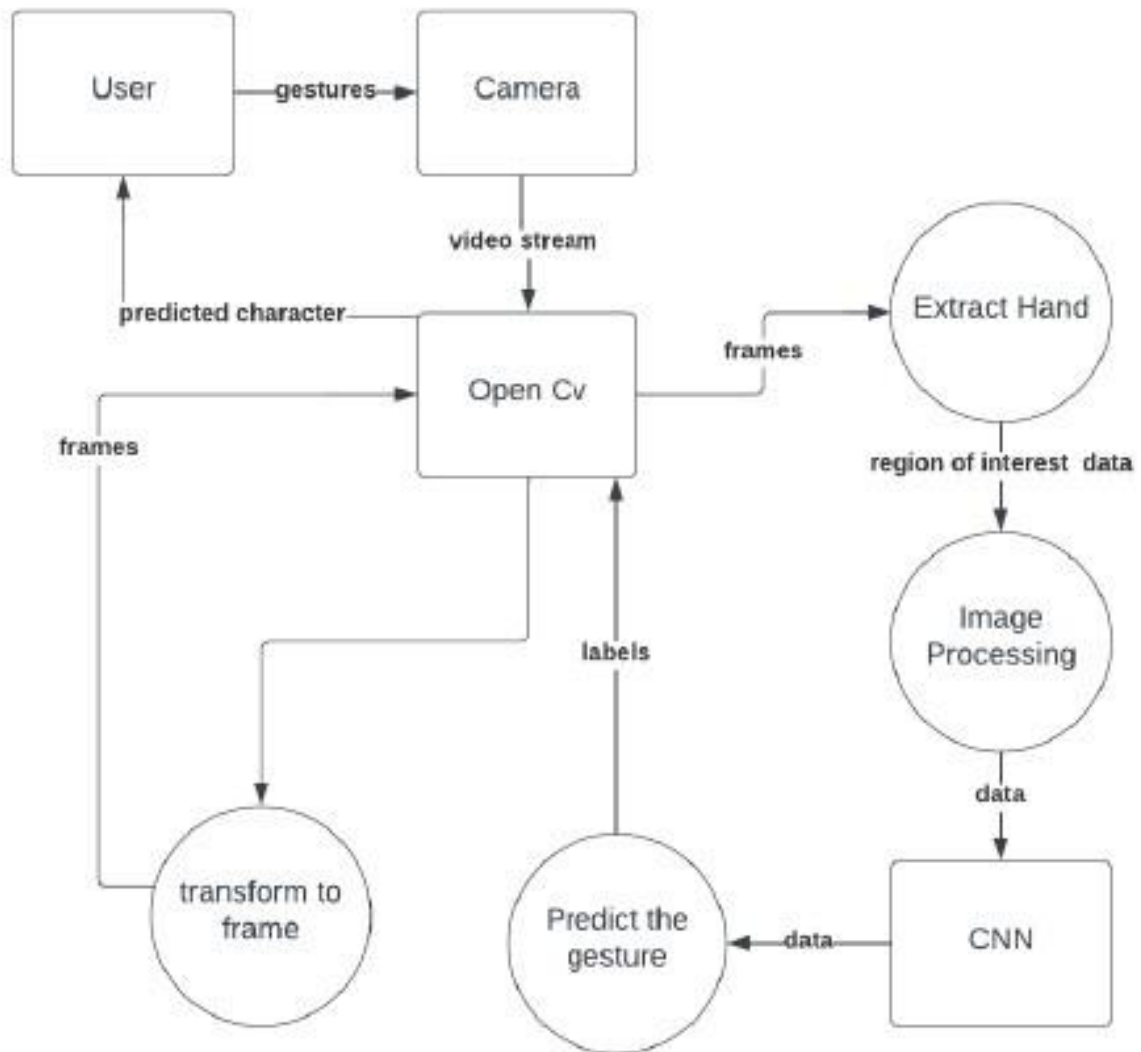 User
gestures
Camera
video stream
predicted character
Open Cv
frames
Extract Hand
frames
region of interest data
Image
Processing
labels
data
transform to
frame
Predict the
gesture
data
CNN